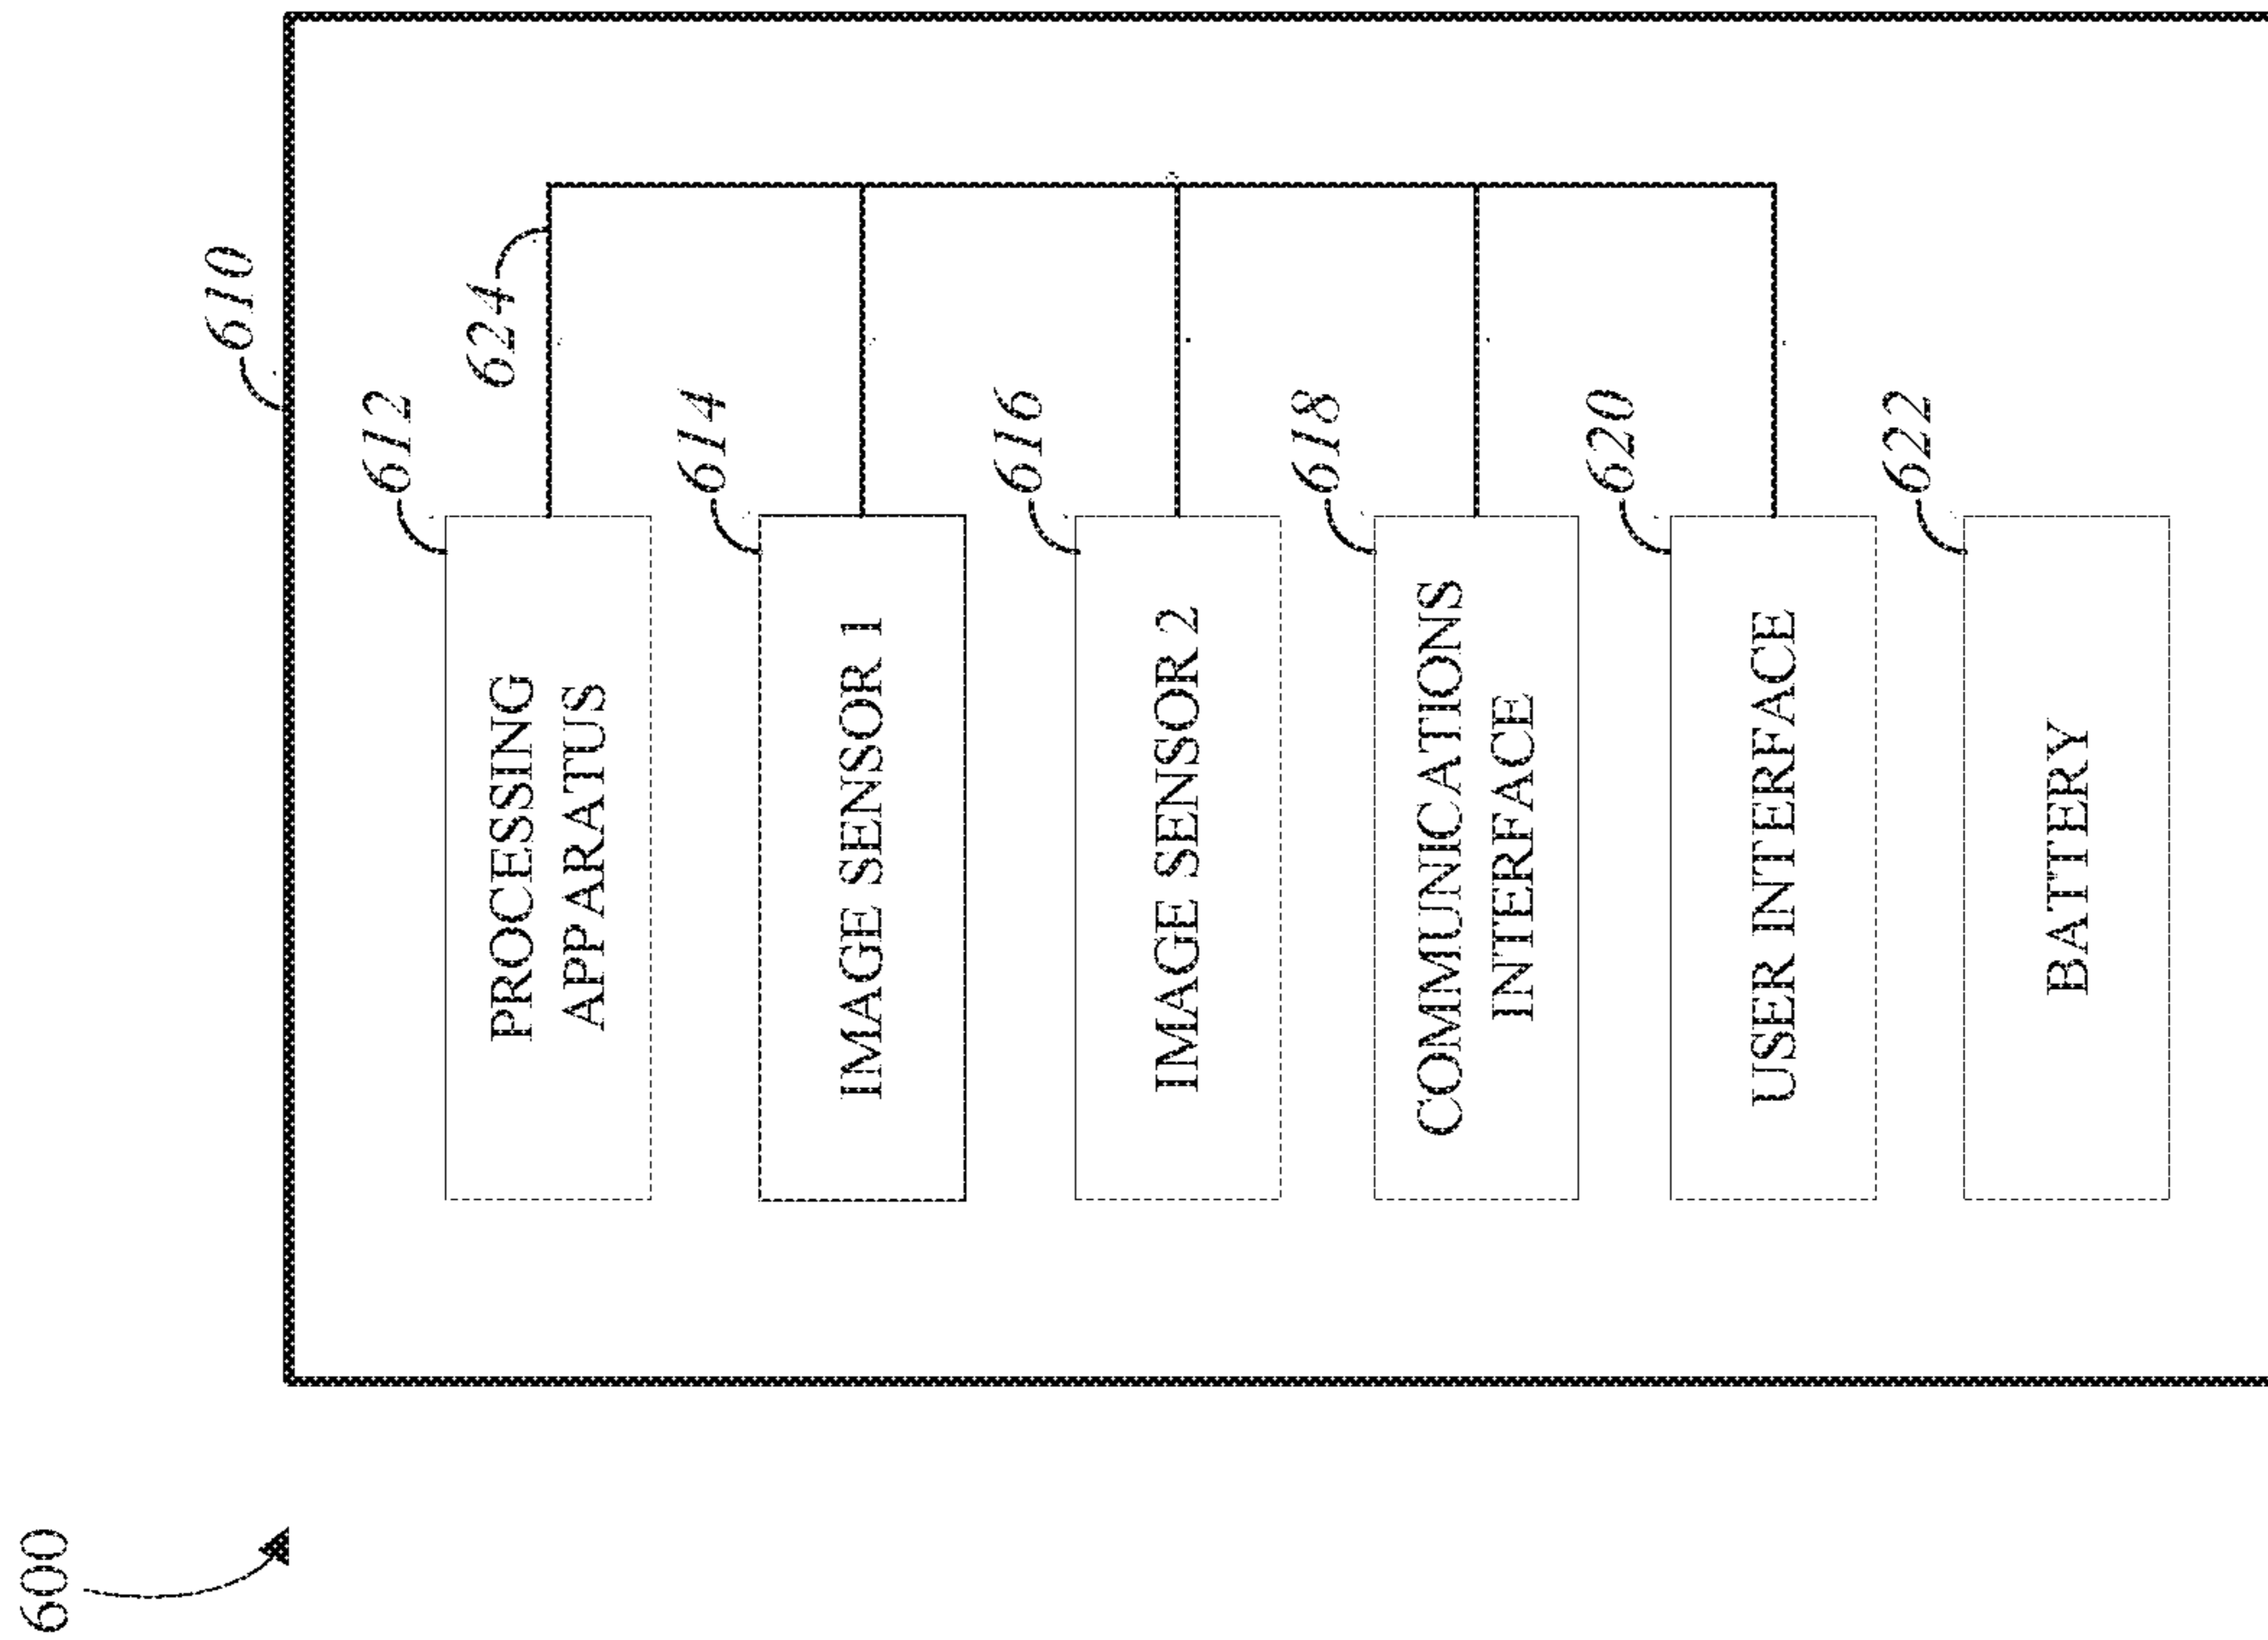 600
610
624
612
PROCESSING
APPARATUS
614
IMAGE SENSOR 1
616
IMAGE SENSOR 2
618
COMMUNICATIONS
INTERFACE
620
USER INTERFACE
622
BATTERY